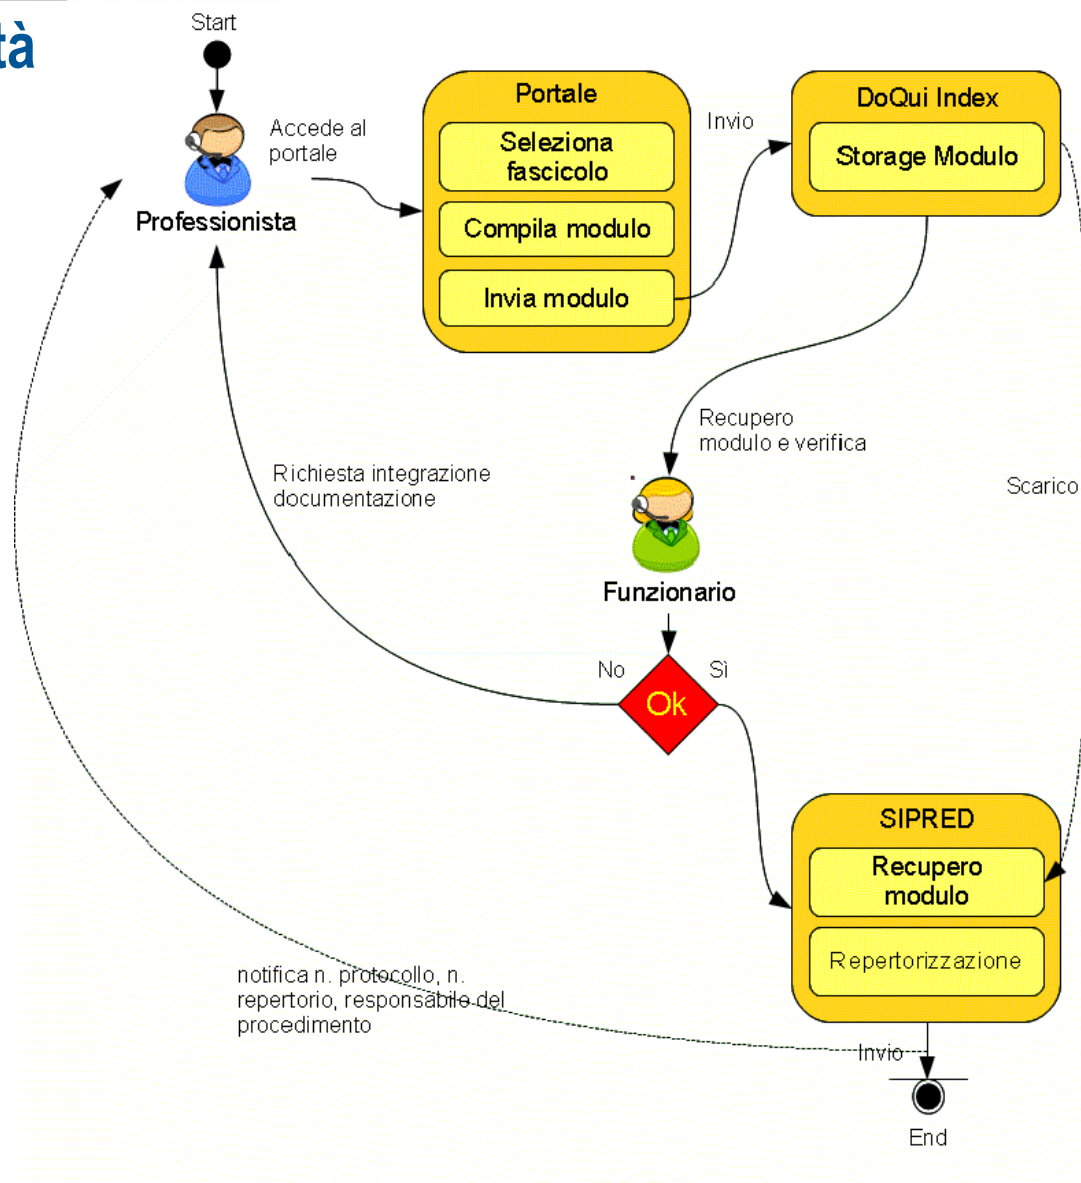 tà
Start
Accede al
portale
Professionista
Portale
Seleziona
fascicolo
Compila modulo
Invia modulo
Invio
DoQui Index
Storage Modulo
Recupero
modulo e verifica
Richiesta integrazione
documentazione
Scarico
Funzionario
No
Sì
Ok
SIPRED
Recupero
modulo
Repertorizzazione
notifica n. protocollo, n.
repertorio, responsabile del
procedimento
Invio
End